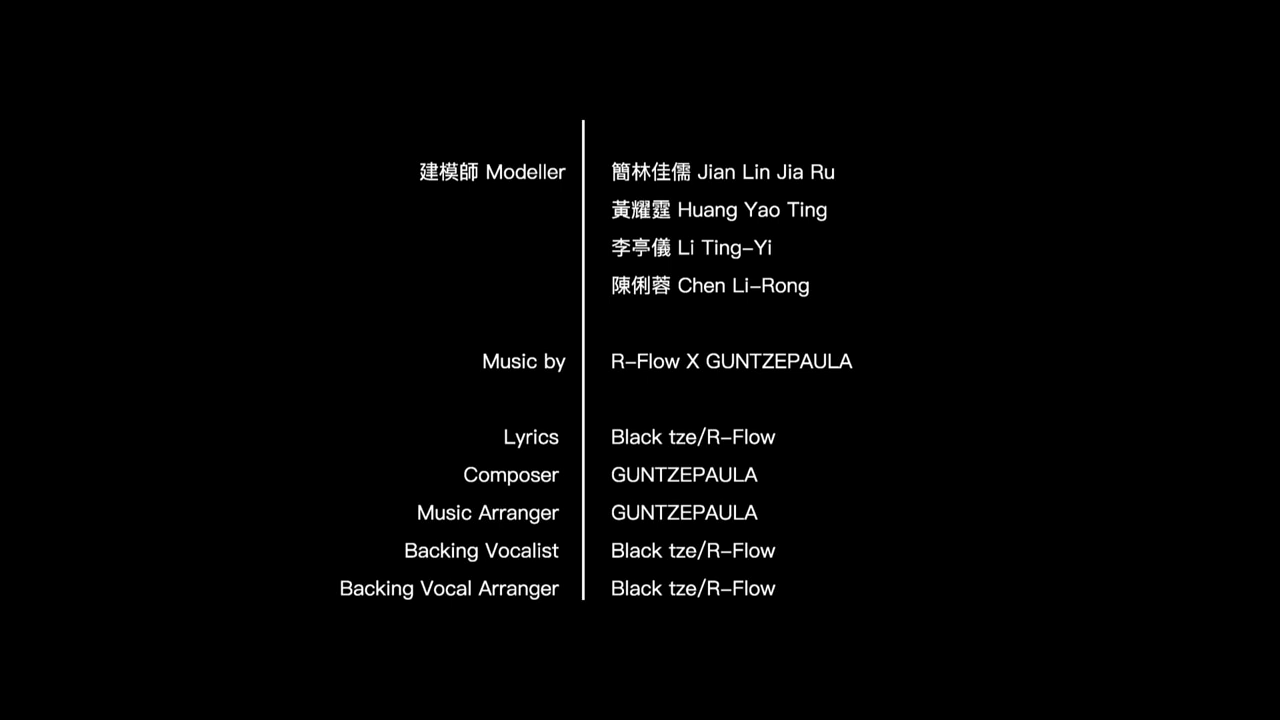 建模師 Modeller 簡林佳儒 Jian Lin Jia Ru
黃耀霆 Huang Yao Ting
李亭儀 Li Ting-Yi
陳俐蓉 Chen Li-Rong
Music by R-Flow X GUNTZEPAULA
Lyrics Black tze/R-Flow
Composer GUNTZEPAULA
Music Arranger GUNTZEPAULA
Backing Vocalist Black tze/R-Flow
Backing Vocal Arranger Black tze/R-Flow